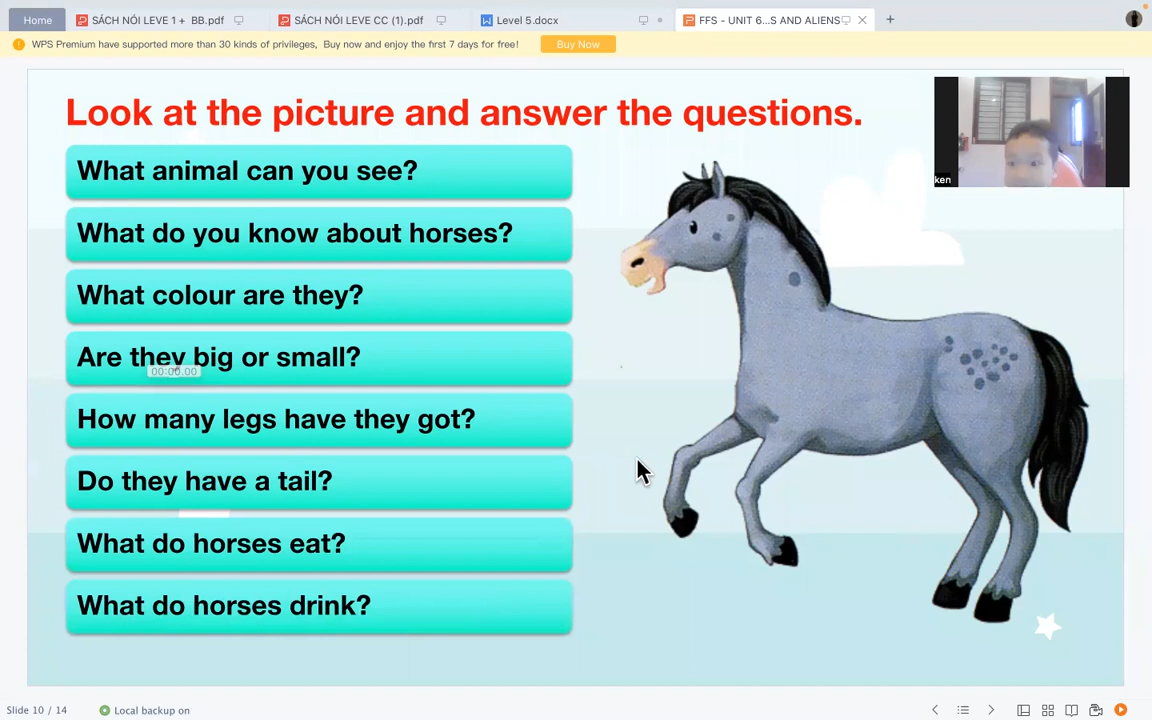 Home
SÁCH NÓI LEVE 1 + BB.pdf
SÁCH NÓI LEVE CC (1).pdf
Level 5.docx
FFS - UNIT 6...S AND ALIENS
WPS Premium have supported more than 30 kinds of privileges, Buy now and enjoy the first 7 days for free!
Buy Now
Look at the picture and answer the questions.
ken
What animal can you see?
What do you know about horses?
What colour are they?
Are they big or small?
00:00.00
How many legs have they got?
Do they have a tail?
What do horses eat?
What do horses drink?
Slide 10 / 14
Local backup on